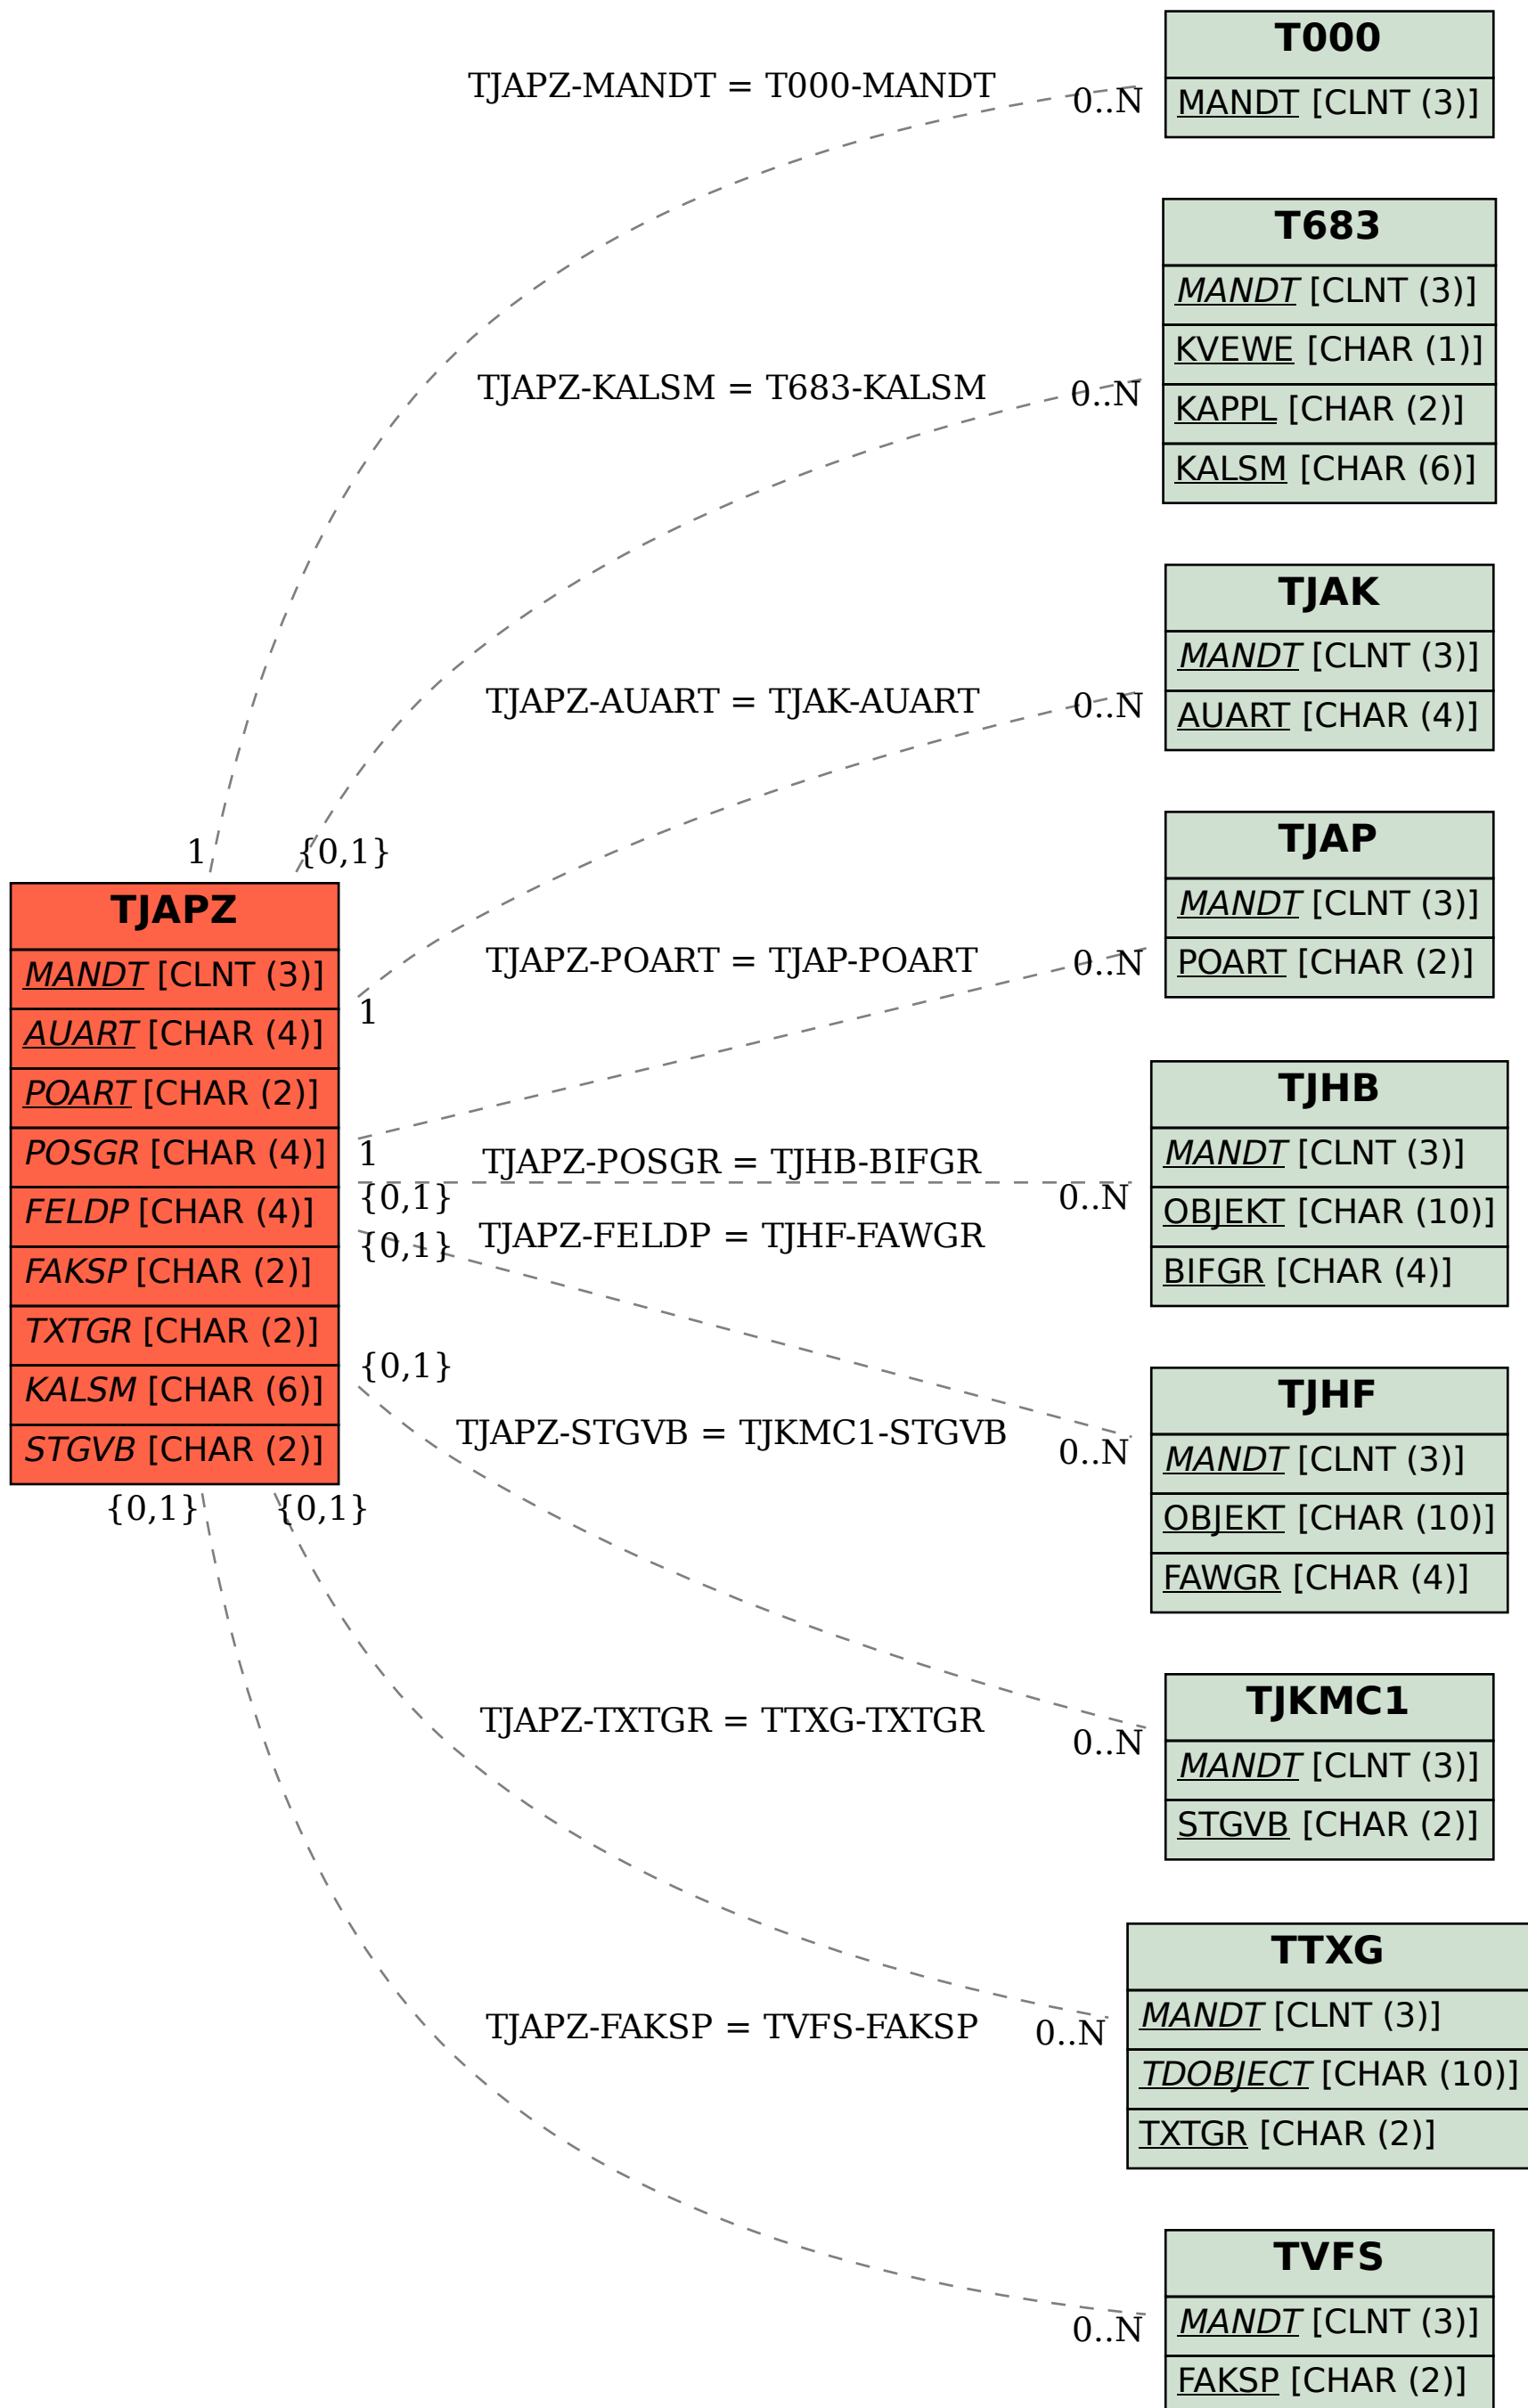 T000
MANDT [CLNT (3)]
TJAPZ-MANDT = T000-MANDT
0..N
T683
MANDT [CLNT (3)]
KVEWE [CHAR (1)]
KAPPL [CHAR (2)]
KALSM [CHAR (6)]
TJAPZ-KALSM = T683-KALSM
0..N
TJAK
MANDT [CLNT (3)]
AUART [CHAR (4)]
TJAPZ-AUART = TJAK-AUART
0..N
1
{0,1}
TJAPZ
MANDT [CLNT (3)]
AUART [CHAR (4)]
POART [CHAR (2)]
POSGR [CHAR (4)]
FELDP [CHAR (4)]
FAKSP [CHAR (2)]
TXTGR [CHAR (2)]
KALSM [CHAR (6)]
STGVB [CHAR (2)]
TJAP
MANDT [CLNT (3)]
POART [CHAR (2)]
TJAPZ-POART = TJAP-POART
0..N
1
1
TJHB
MANDT [CLNT (3)]
OBJEKT [CHAR (10)]
BIFGR [CHAR (4)]
TJAPZ-POSGR = TJHB-BIFGR
{0,1}
0..N
TJAPZ-FELDP = TJHF-FAWGR
{0,1}
0..N
TJHF
MANDT [CLNT (3)]
OBJEKT [CHAR (10)]
FAWGR [CHAR (4)]
{0,1}
TJAPZ-STGVB = TJKMC1-STGVB
0..N
{0,1}
{0,1}
TJKMC1
MANDT [CLNT (3)]
STGVB [CHAR (2)]
TJAPZ-TXTGR = TTXG-TXTGR
0..N
TTXG
MANDT [CLNT (3)]
TDOBJECT [CHAR (10)]
TXTGR [CHAR (2)]
TJAPZ-FAKSP = TVFS-FAKSP
0..N
TVFS
MANDT [CLNT (3)]
FAKSP [CHAR (2)]